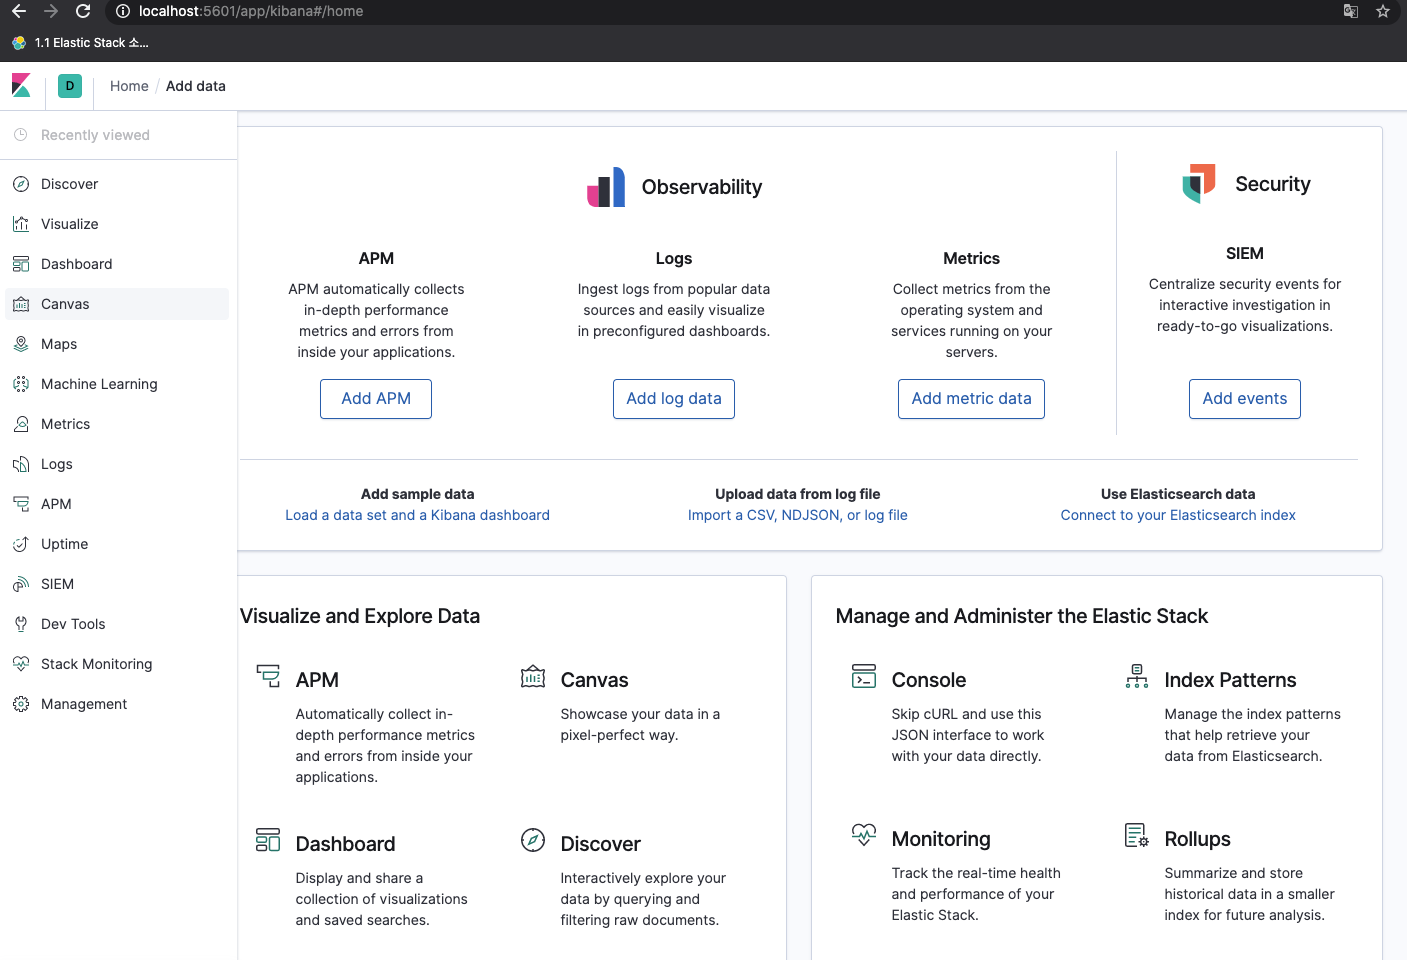 localhost:5601/app/kibana#/home
1.1 Elastic Stack 소...
D
Home / Add data
Recently viewed
Discover
Visualize
Dashboard
Canvas
Maps
Machine Learning
Metrics
Logs
APM
Uptime
SIEM
Dev Tools
Stack Monitoring
Management
Observability
APM
APM automatically collects
in-depth performance
metrics and errors from
inside your applications.
Add APM
Logs
Ingest logs from popular data
sources and easily visualize
in preconfigured dashboards.
Add log data
Metrics
Collect metrics from the
operating system and
services running on your
servers.
Add metric data
Security
SIEM
Centralize security events for
interactive investigation in
ready-to-go visualizations.
Add events
Add sample data
Load a data set and a Kibana dashboard
Upload data from log file
Import a CSV, NDJSON, or log file
Use Elasticsearch data
Connect to your Elasticsearch index
Visualize and Explore Data
APM
Automatically collect in-
depth performance metrics
and errors from inside your
applications.
Canvas
Showcase your data in a
pixel-perfect way.
Dashboard
Display and share a
collection of visualizations
and saved searches.
Discover
Interactively explore your
data by querying and
filtering raw documents.
Manage and Administer the Elastic Stack
Console
Skip cURL and use this
JSON interface to work
with your data directly.
Index Patterns
Manage the index patterns
that help retrieve your
data from Elasticsearch.
Monitoring
Track the real-time health
and performance of your
Elastic Stack.
Rollups
Summarize and store
historical data in a smaller
index for future analysis.